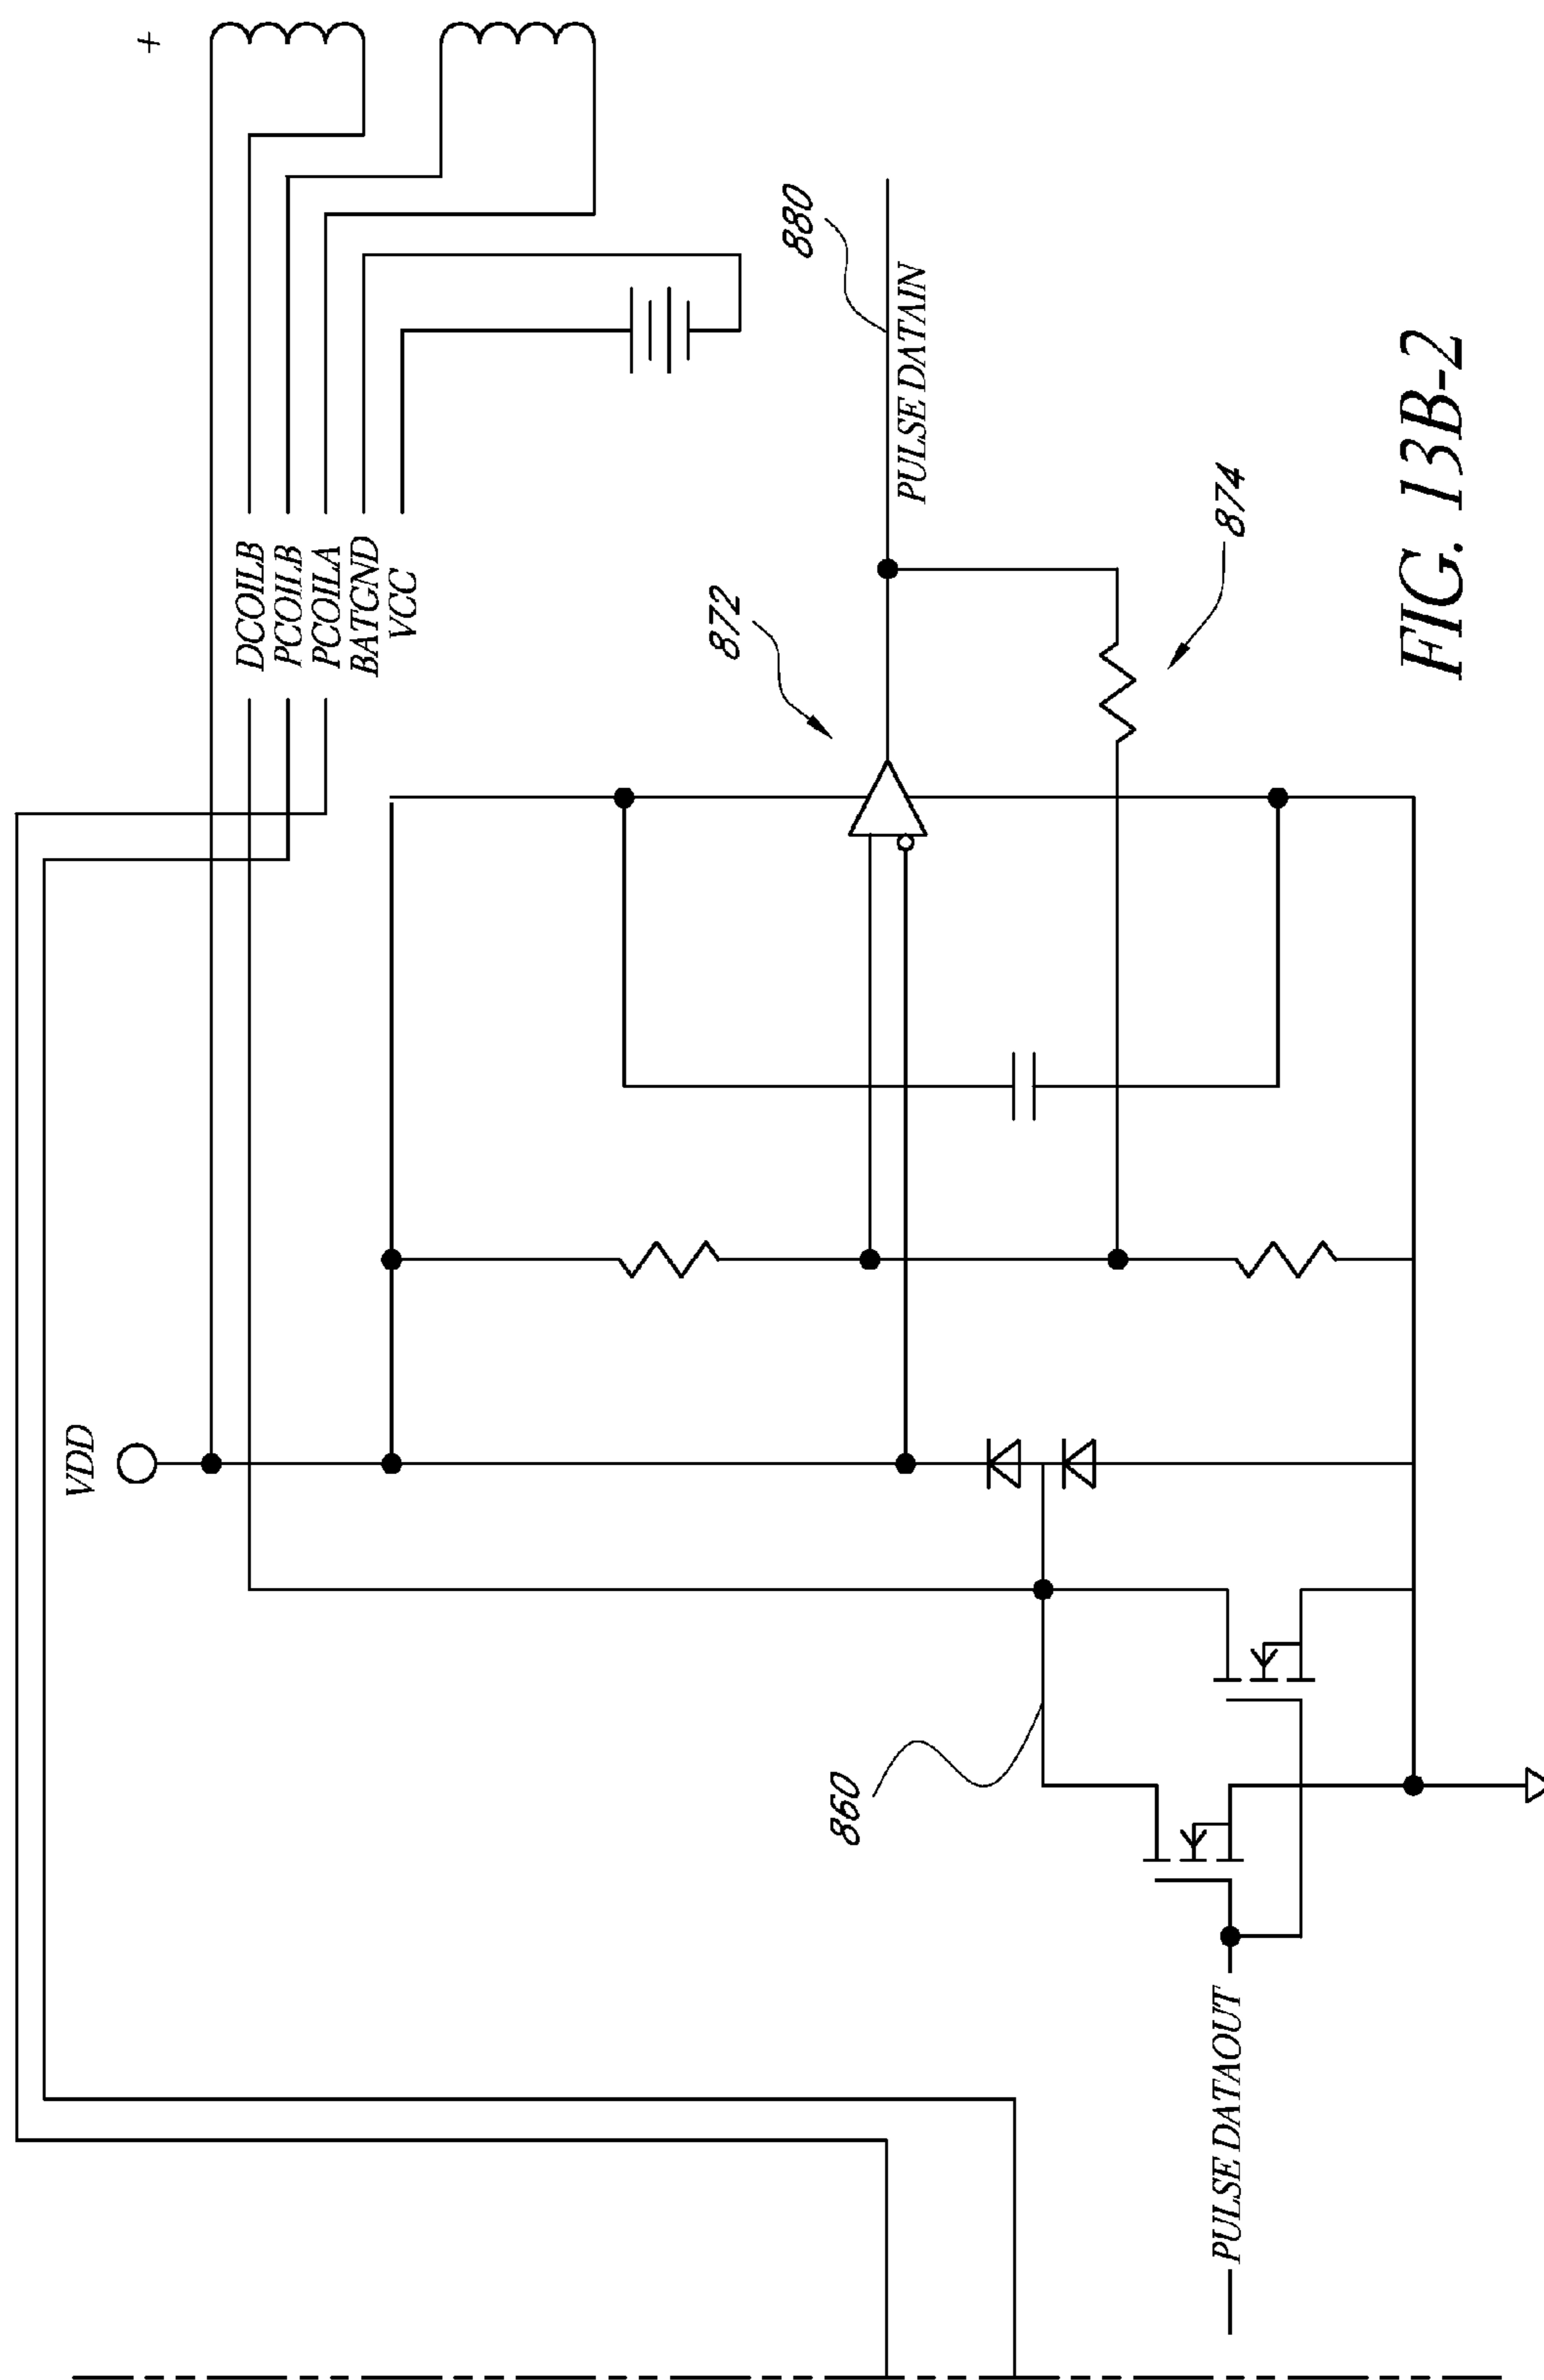 VDD
+
DCOILB
PCOILB
PCOILA
BATGND
VCC
880
PULSE DATAIN
872
874
860
PULSE DATAOUT
FIG. 13B-2